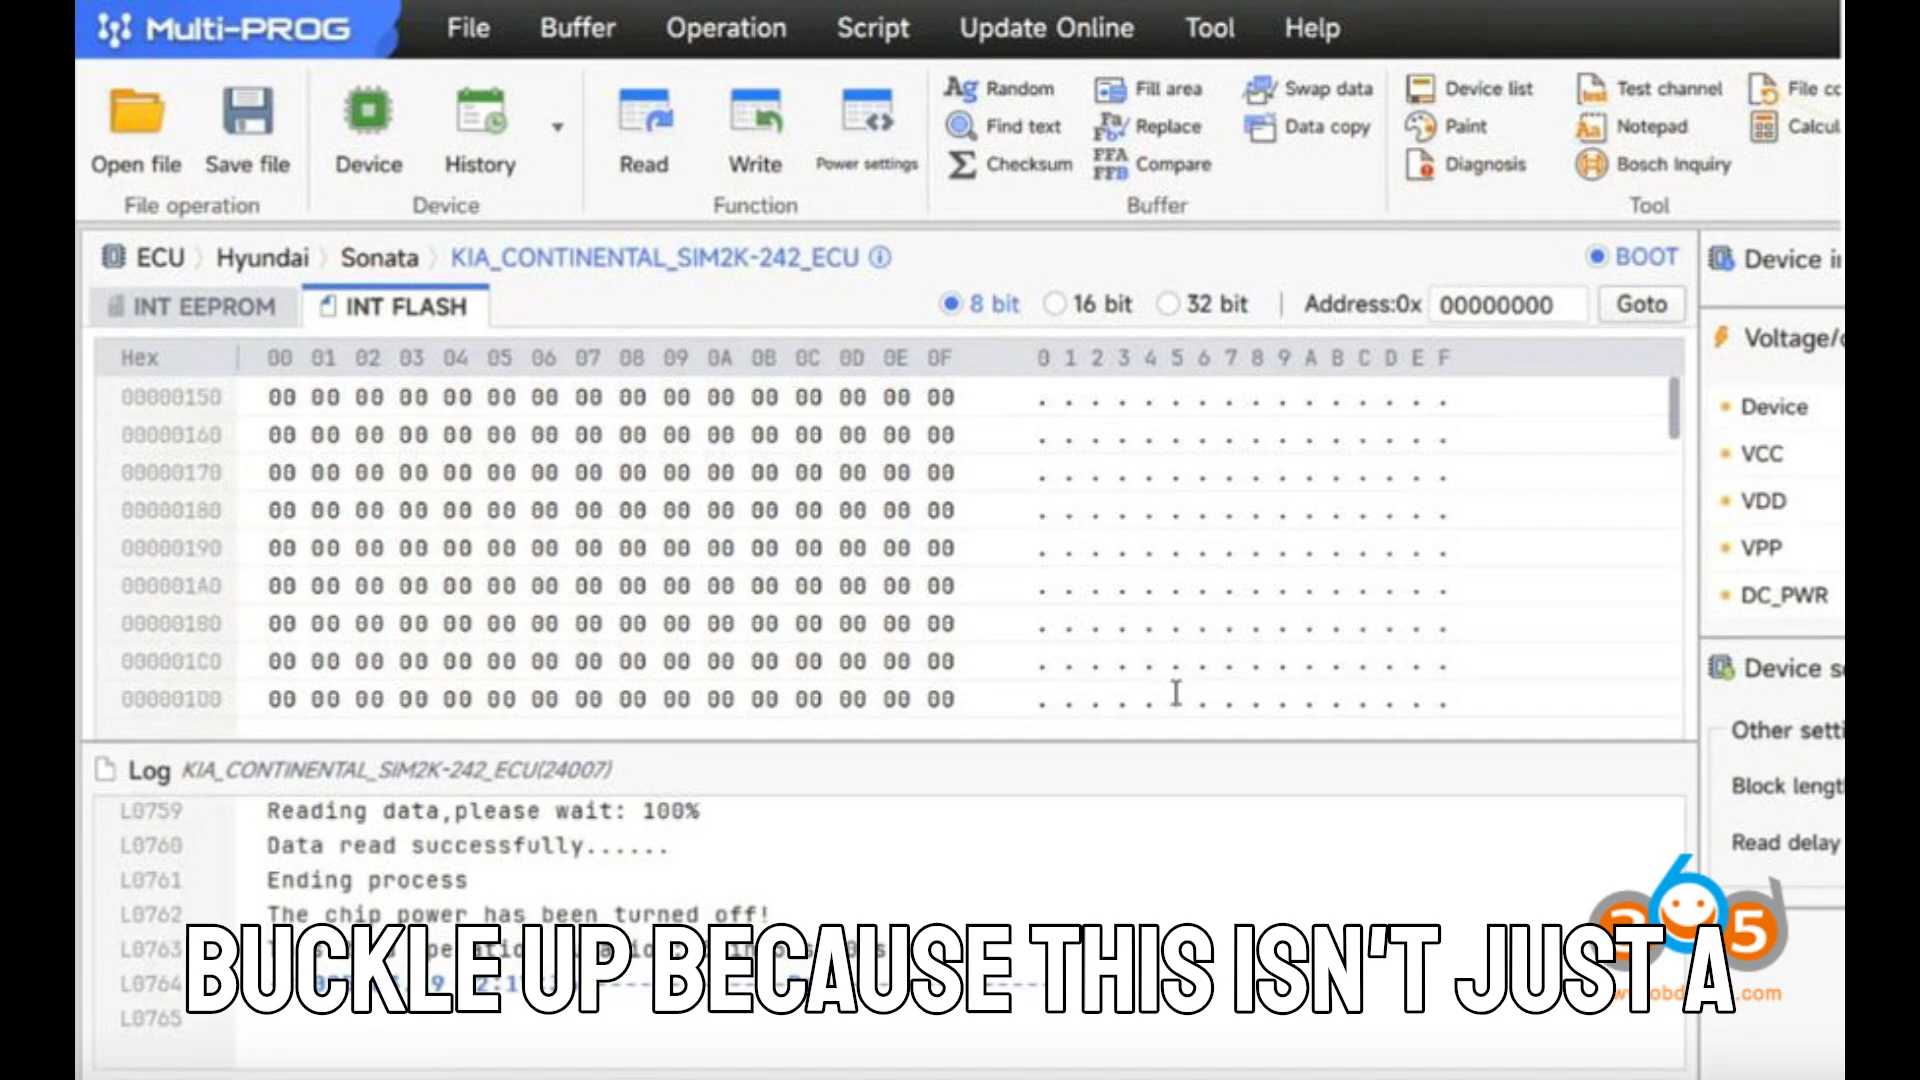 Multi-PROG File Buffer Operation Script Update Online Tool Help
Open file Save file Device History Read Write Power settings
Random Fill area Swap data Device list Test channel
Find text Replace Data copy Paint Notepad
Checksum Compare Diagnosis Bosch Inquiry
File operation Device Function Buffer Tool
ECU Hyundai Sonata KIA_CONTINENTAL_SIM2K-242_ECU BOOT
INT EEPROM INT FLASH 8 bit 16 bit 32 bit Address:0x 00000000 Goto
Hex 00 01 02 03 04 05 06 07 08 09 0A 0B 0C 0D 0E 0F 0 1 2 3 4 5 6 7 8 9 A B C D E F
00000150 00 00 00 00 00 00 00 00 00 00 00 00 00 00 00 00 . . . . . . . . . . . . . . . .
00000160 00 00 00 00 00 00 00 00 00 00 00 00 00 00 00 00 . . . . . . . . . . . . . . . .
00000170 00 00 00 00 00 00 00 00 00 00 00 00 00 00 00 00 . . . . . . . . . . . . . . . .
00000180 00 00 00 00 00 00 00 00 00 00 00 00 00 00 00 00 . . . . . . . . . . . . . . . .
00000190 00 00 00 00 00 00 00 00 00 00 00 00 00 00 00 00 . . . . . . . . . . . . . . . .
000001A0 00 00 00 00 00 00 00 00 00 00 00 00 00 00 00 00 . . . . . . . . . . . . . . . .
000001B0 00 00 00 00 00 00 00 00 00 00 00 00 00 00 00 00 . . . . . . . . . . . . . . . .
000001C0 00 00 00 00 00 00 00 00 00 00 00 00 00 00 00 00 . . . . . . . . . . . . . . . .
000001D0 00 00 00 00 00 00 00 00 00 00 00 00 00 00 00 00 . . . . . . . . . . . . . . . .
Device
Device
VCC
VDD
VPP
DC_PWR
Device
Other
Block
Read delay
Log KIA_CONTINENTAL_SIM2K-242_ECU(24007)
L0759 Reading data,please wait: 100%
L0760 Data read successfully......
L0761 Ending process
L0762 The chip power has been turned off!
L0763
L0764
L0765
BUCKLE UP BECAUSE THIS ISN'T JUST A